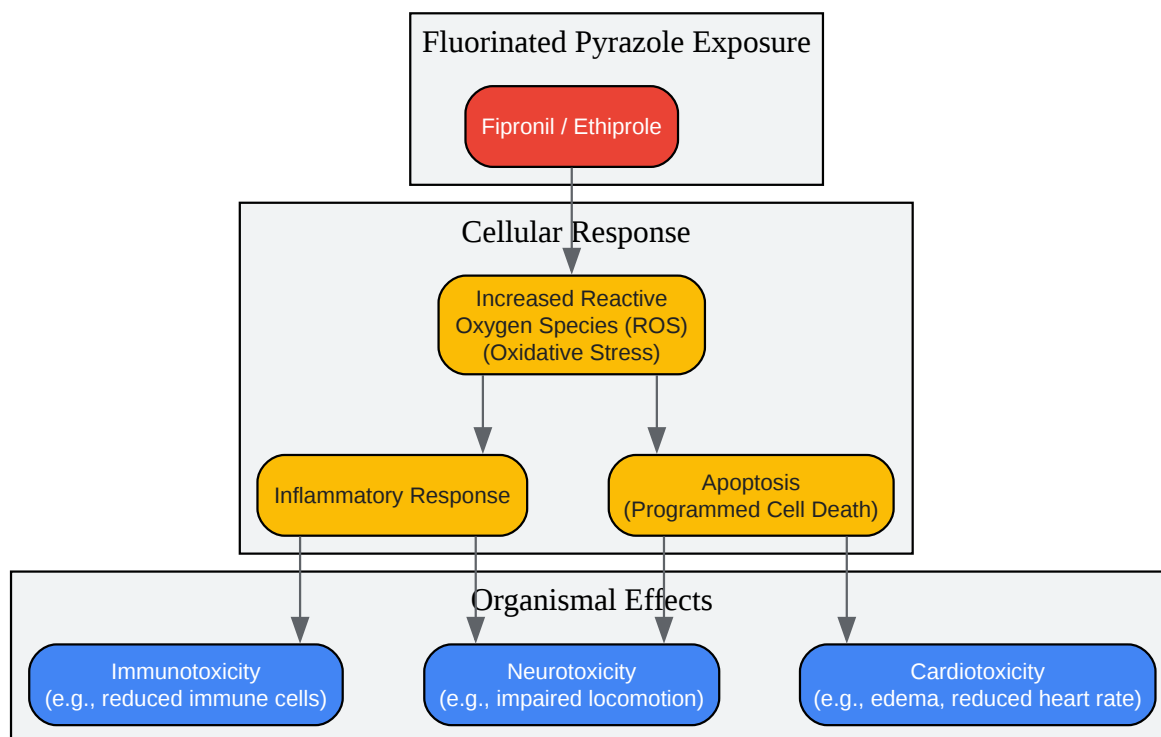 Fluorinated Pyrazole Exposure
Fipronil / Ethiprole
Cellular Response
Increased Reactive
Oxygen Species (ROS)
(Oxidative Stress)
Inflammatory Response
Apoptosis
(Programmed Cell Death)
Organismal Effects
Immunotoxicity
(e.g., reduced immune cells)
Neurotoxicity
(e.g., impaired locomotion)
Cardiotoxicity
(e.g., edema, reduced heart rate)